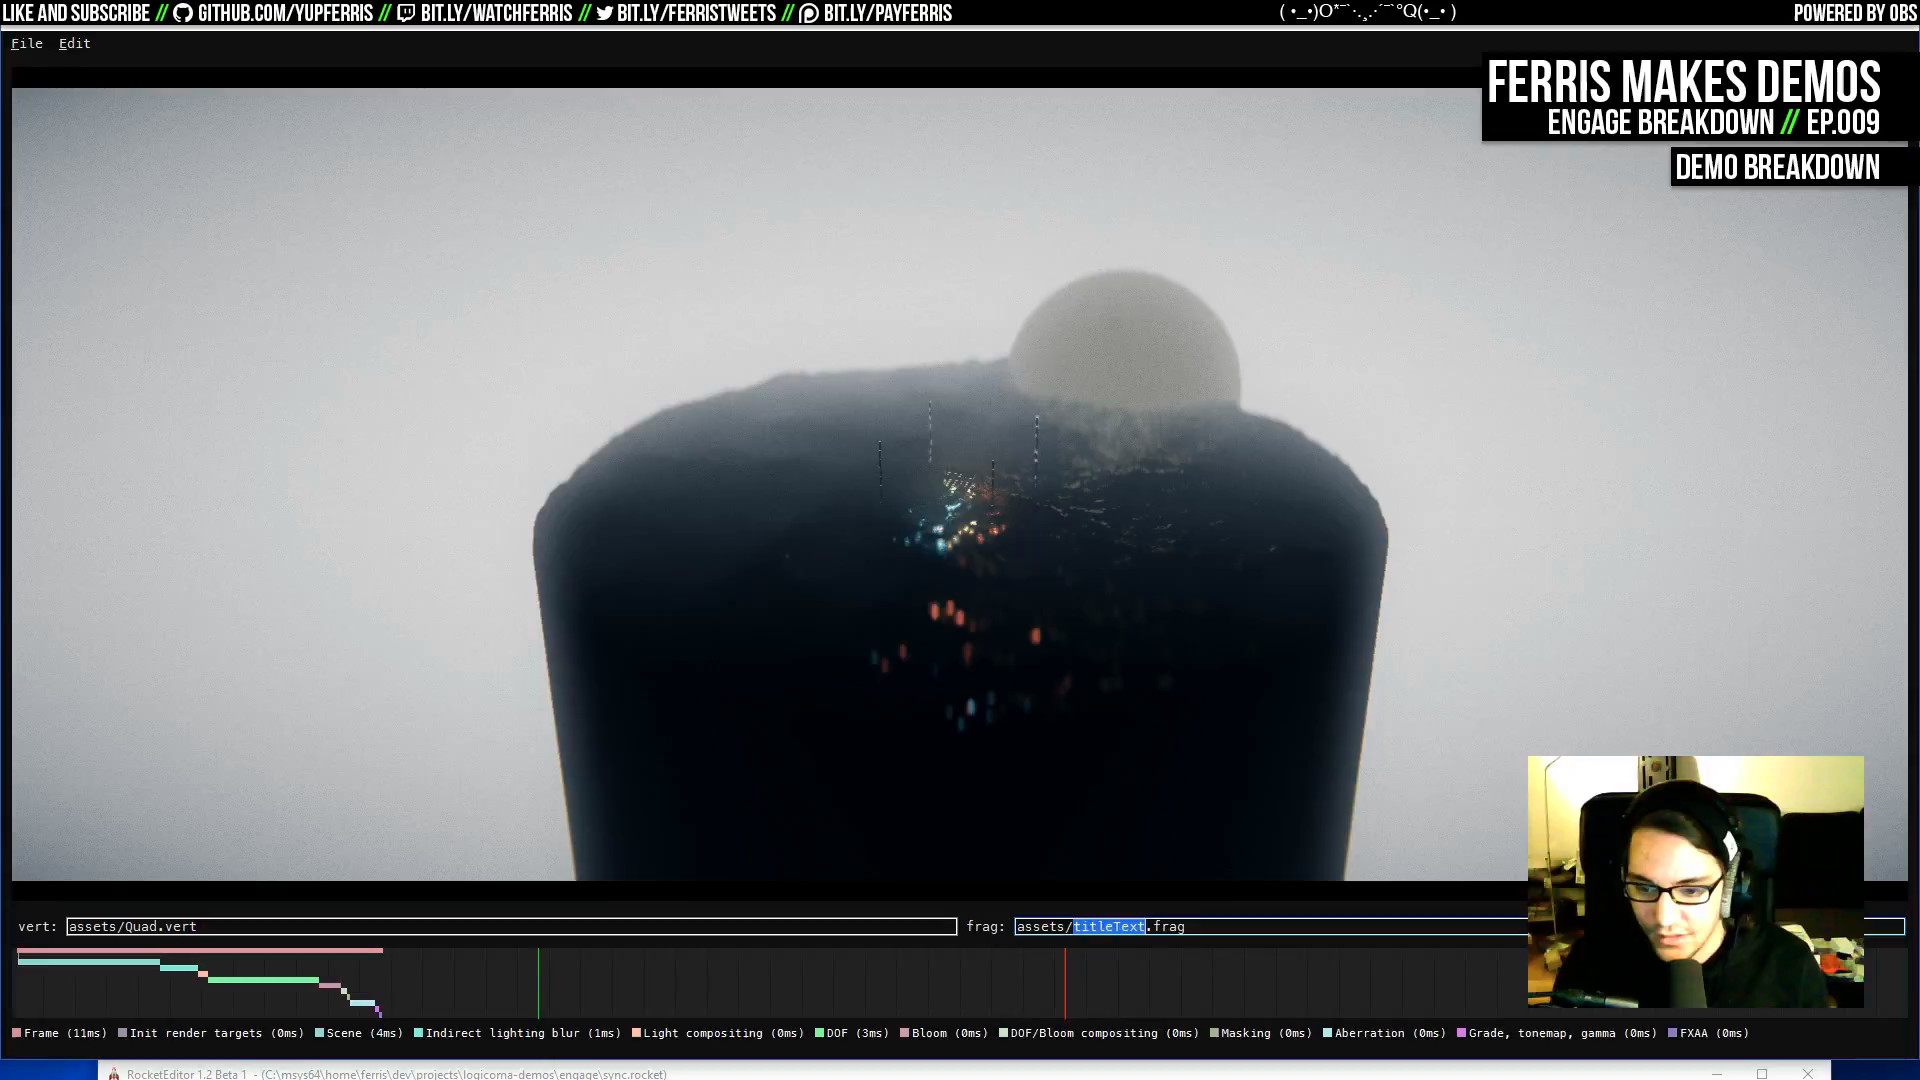 LIKE AND SUBSCRIBE // GITHUB.COM/YUPFERRIS // BIT.LY/WATCHFERRIS // BIT.LY/FERRISTWEETS // BIT.LY/PAYFERRIS
POWERED BY OBS
File Edit
FERRIS MAKES DEMOS
ENGAGE BREAKDOWN // EP.009
DEMO BREAKDOWN
vert: assets/Quad.vert frag: assets/titleText.frag
Frame (11ms) Init render targets (0ms) Scene (4ms) Indirect lighting blur (1ms) Light compositing (0ms) DOF (3ms) Bloom (0ms) DOF/Bloom compositing (0ms) Masking (0ms) Aberration (0ms) Grade, tonemap, gamma (0ms) FXAA (0ms)
RocketEditor 1.2 Beta 1 - (C:\msys64\home\ferris\dev\projects\logicoma-demos\engage\sync.rocket)